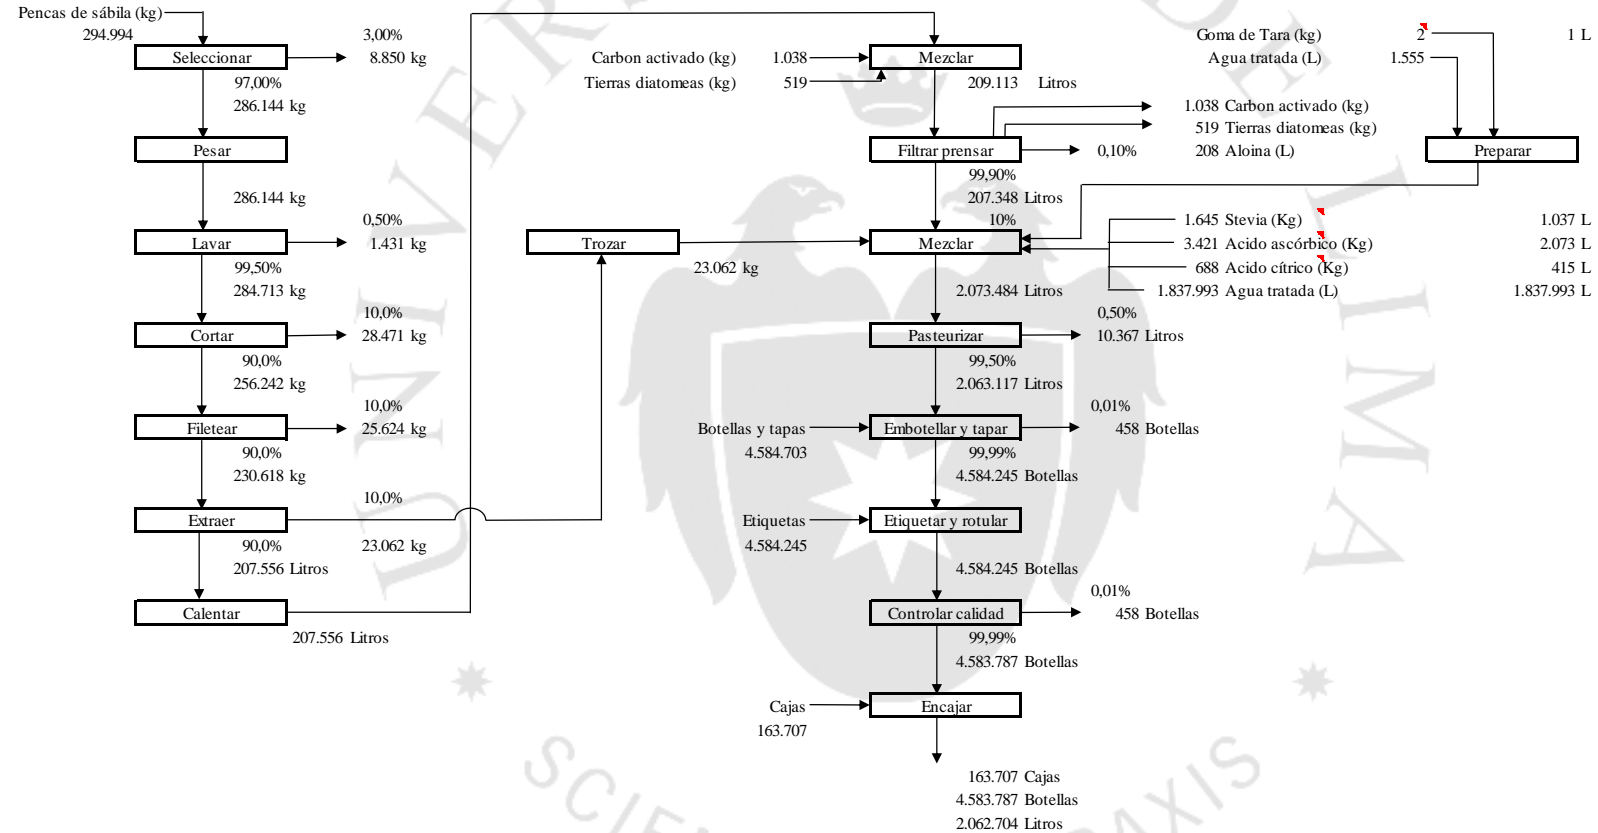 Pencas de sábila (kg)
294.994
3,00%
Seleccionar
8.850 kg
97,00%
286.144 kg
Pesar
286.144 kg
0,50%
Lavar
1.431 kg
99,50%
284.713 kg
10,0%
Cortar
28.471 kg
90,0%
256.242 kg
10,0%
Filetear
25.624 kg
90,0%
230.618 kg
10,0%
Extraer
90,0%
23.062 kg
207.556 Litros
Calentar
207.556 Litros
Trozar
23.062 kg
Carbon activado (kg) 1.038
Mezclar
Tierras diatomeas (kg) 519
209.113 Litros
1.038 Carbon activado (kg)
519 Tierras diatomeas (kg)
Filtrar prensar
0,10%
208 Aloina (L)
99,90%
207.348 Litros
10%
Mezclar
2.073.484 Litros
Goma de Tara (kg) 2 1 L
Agua tratada (L) 1.555
Preparar
1.645 Stevia (Kg) 1.037 L
3.421 Acido ascórbico (Kg) 2.073 L
688 Acido cítrico (Kg) 415 L
1.837.993 Agua tratada (L) 1.837.993 L
0,50%
Pasteurizar
10.367 Litros
99,50%
2.063.117 Litros
0,01%
Botellas y tapas
Embotellar y tapar
458 Botellas
4.584.703
99,99%
4.584.245 Botellas
Etiquetas
Etiquetar y rotular
4.584.245
4.584.245 Botellas
0,01%
Controlar calidad
458 Botellas
99,99%
4.583.787 Botellas
Cajas
Encajar
163.707
163.707 Cajas
4.583.787 Botellas
2.062.704 Litros
UNIVER
DE LIMA
SCIEN
PRAXIS